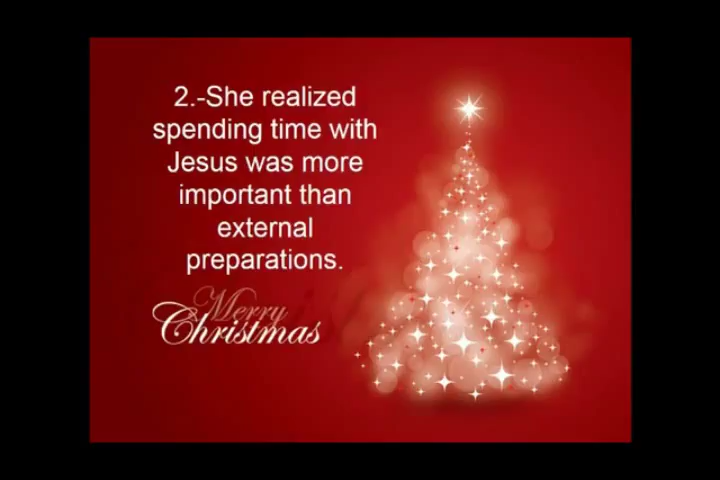 2.-She realized
spending time with
Jesus was more
important than
external
preparations.
Merry
Christmas